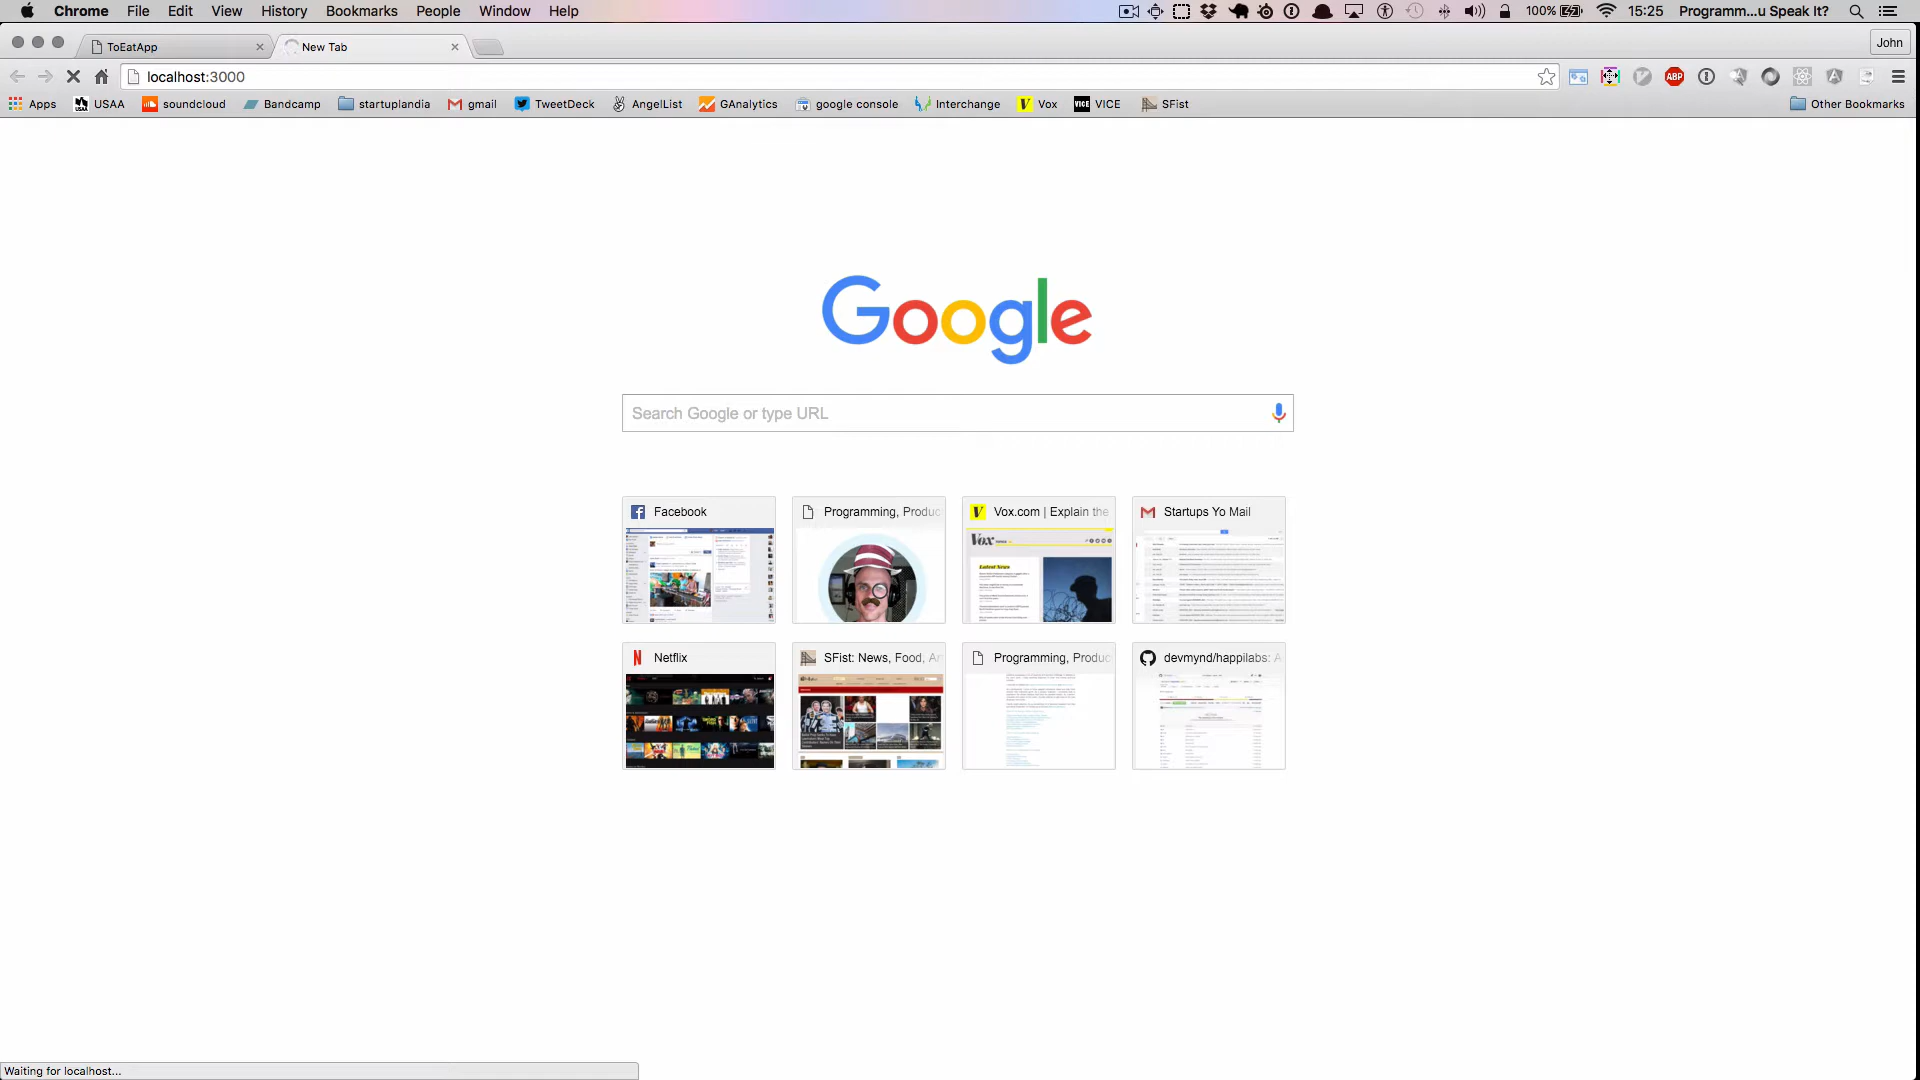 Chrome File Edit View History Bookmarks People Window Help 100% 15:25 Programm...u Speak It?
ToEatApp New Tab John
localhost:3000
Apps USAA soundcloud Bandcamp startuplandia gmail TweetDeck AngelList GAnalytics google console Interchange Vox VICE SFist Other Bookmarks
Google
Search Google or type URL
Facebook Programming, Produc Vox.com | Explain the Startups Yo Mail
Vox
Latest News
Netflix SFist: News, Food, Ar Programming, Produc devmynd/happilabs: A
Waiting for localhost...